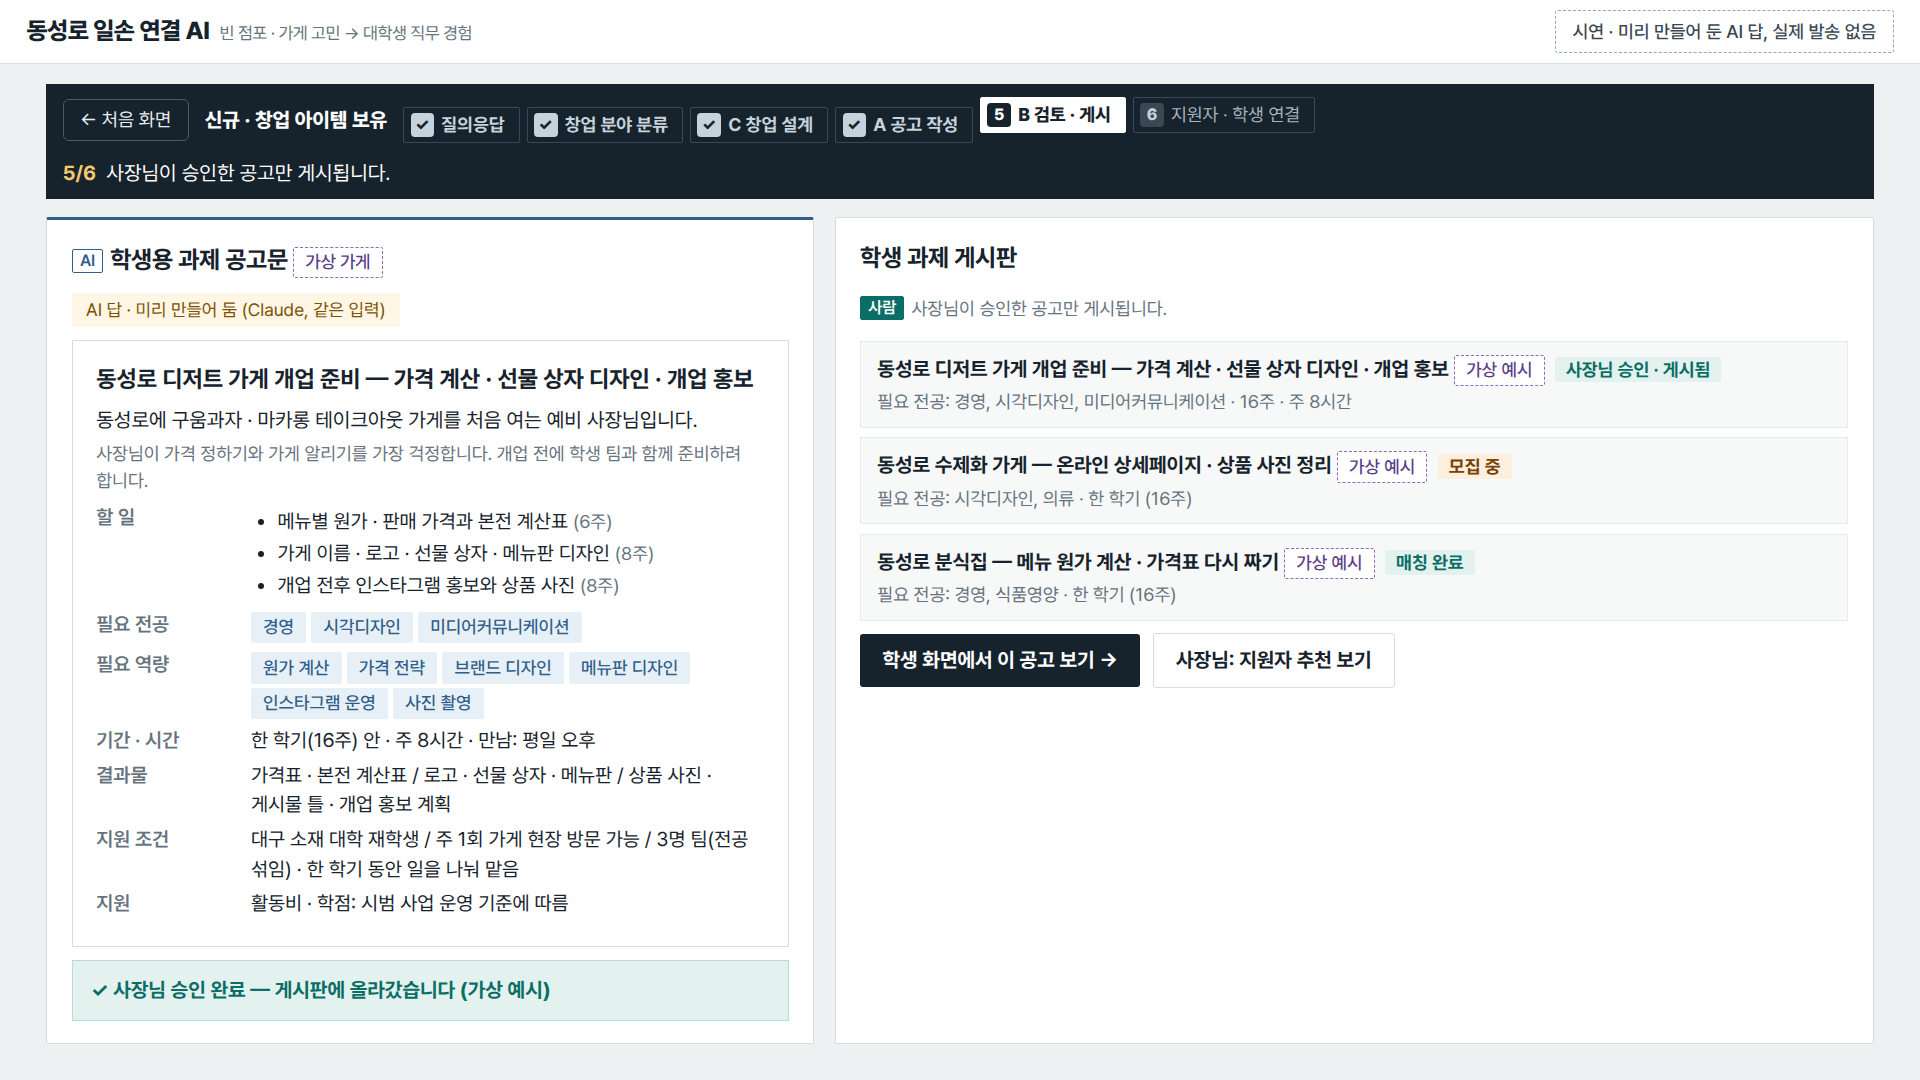 동성로 일손 연결 AI 빈 점포 · 가게 고민 → 대학생 직무 경험
시연 · 미리 만들어 둔 AI 답, 실제 발송 없음
← 처음 화면 신규 · 창업 아이템 보유 ✓ 질의응답 ✓ 창업 분야 분류 ✓ C 창업 설계 ✓ A 공고 작성 5 B 검토 · 게시 6 지원자 · 학생 연결
5/6 사장님이 승인한 공고만 게시됩니다.
AI 학생용 과제 공고문 가상 가게
AI 답 · 미리 만들어 둠 (Claude, 같은 입력)
동성로 디저트 가게 개업 준비 — 가격 계산 · 선물 상자 디자인 · 개업 홍보
동성로에 구움과자 · 마카롱 테이크아웃 가게를 처음 여는 예비 사장님입니다.
사장님이 가격 정하기와 가게 알리기를 가장 걱정합니다. 개업 전에 학생 팀과 함께 준비하려
합니다.
할 일
• 메뉴별 원가 · 판매 가격과 본전 계산표 (6주)
• 가게 이름 · 로고 · 선물 상자 · 메뉴판 디자인 (8주)
• 개업 전후 인스타그램 홍보와 상품 사진 (8주)
필요 전공 경영 시각디자인 미디어커뮤니케이션
필요 역량 원가 계산 가격 전략 브랜드 디자인 메뉴판 디자인
인스타그램 운영 사진 촬영
기간 · 시간 한 학기(16주) 안 · 주 8시간 · 만남: 평일 오후
결과물 가격표 · 본전 계산표 / 로고 · 선물 상자 · 메뉴판 / 상품 사진 ·
게시물 틀 · 개업 홍보 계획
지원 조건 대구 소재 대학 재학생 / 주 1회 가게 현장 방문 가능 / 3명 팀(전공
섞임) · 한 학기 동안 일을 나눠 맡음
지원 활동비 · 학점: 시범 사업 운영 기준에 따름
✓ 사장님 승인 완료 — 게시판에 올라갔습니다 (가상 예시)
학생 과제 게시판
사람 사장님이 승인한 공고만 게시됩니다.
동성로 디저트 가게 개업 준비 — 가격 계산 · 선물 상자 디자인 · 개업 홍보 가상 예시 사장님 승인 · 게시됨
필요 전공: 경영, 시각디자인, 미디어커뮤니케이션 · 16주 · 주 8시간
동성로 수제화 가게 — 온라인 상세페이지 · 상품 사진 정리 가상 예시 모집 중
필요 전공: 시각디자인, 의류 · 한 학기 (16주)
동성로 분식집 — 메뉴 원가 계산 · 가격표 다시 짜기 가상 예시 매칭 완료
필요 전공: 경영, 식품영양 · 한 학기 (16주)
학생 화면에서 이 공고 보기 → 사장님: 지원자 추천 보기